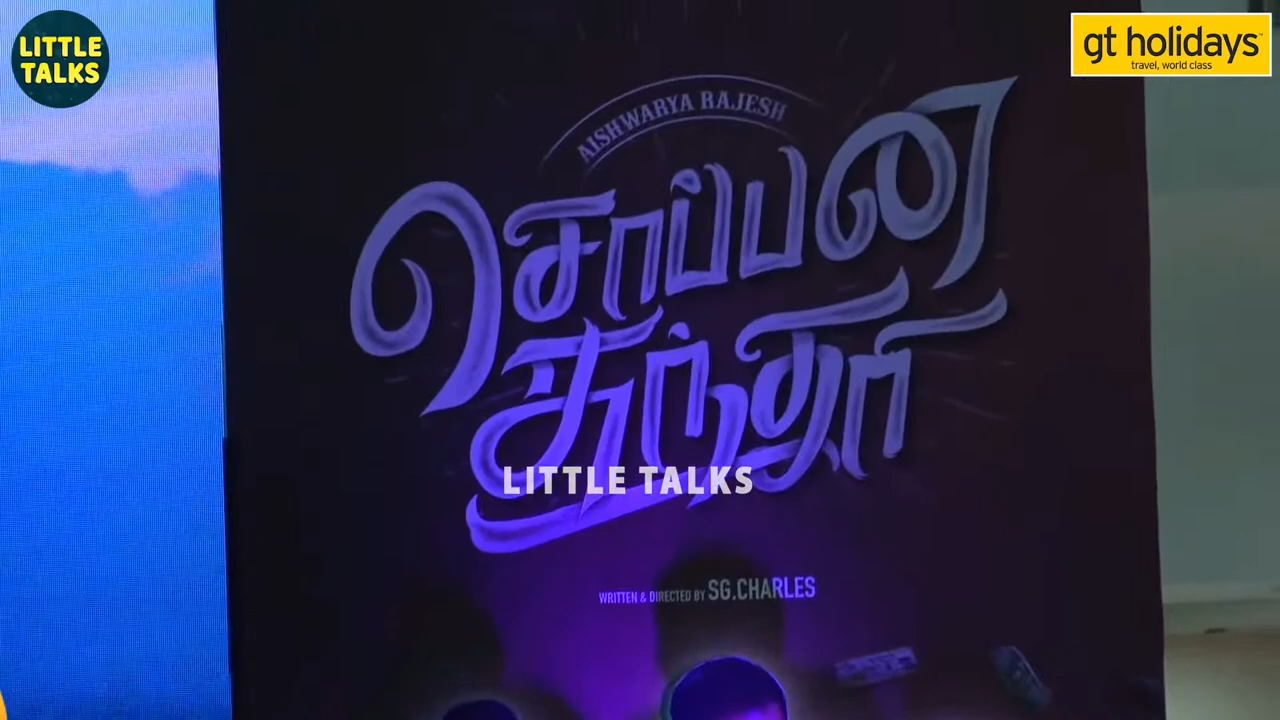 LITTLE
TALKS
gt holidays
travel, world class
AISHWARYA RAJESH
சொப்பன
சுந்தரி
LITTLE TALKS
WRITTEN & DIRECTED BY SG.CHARLES